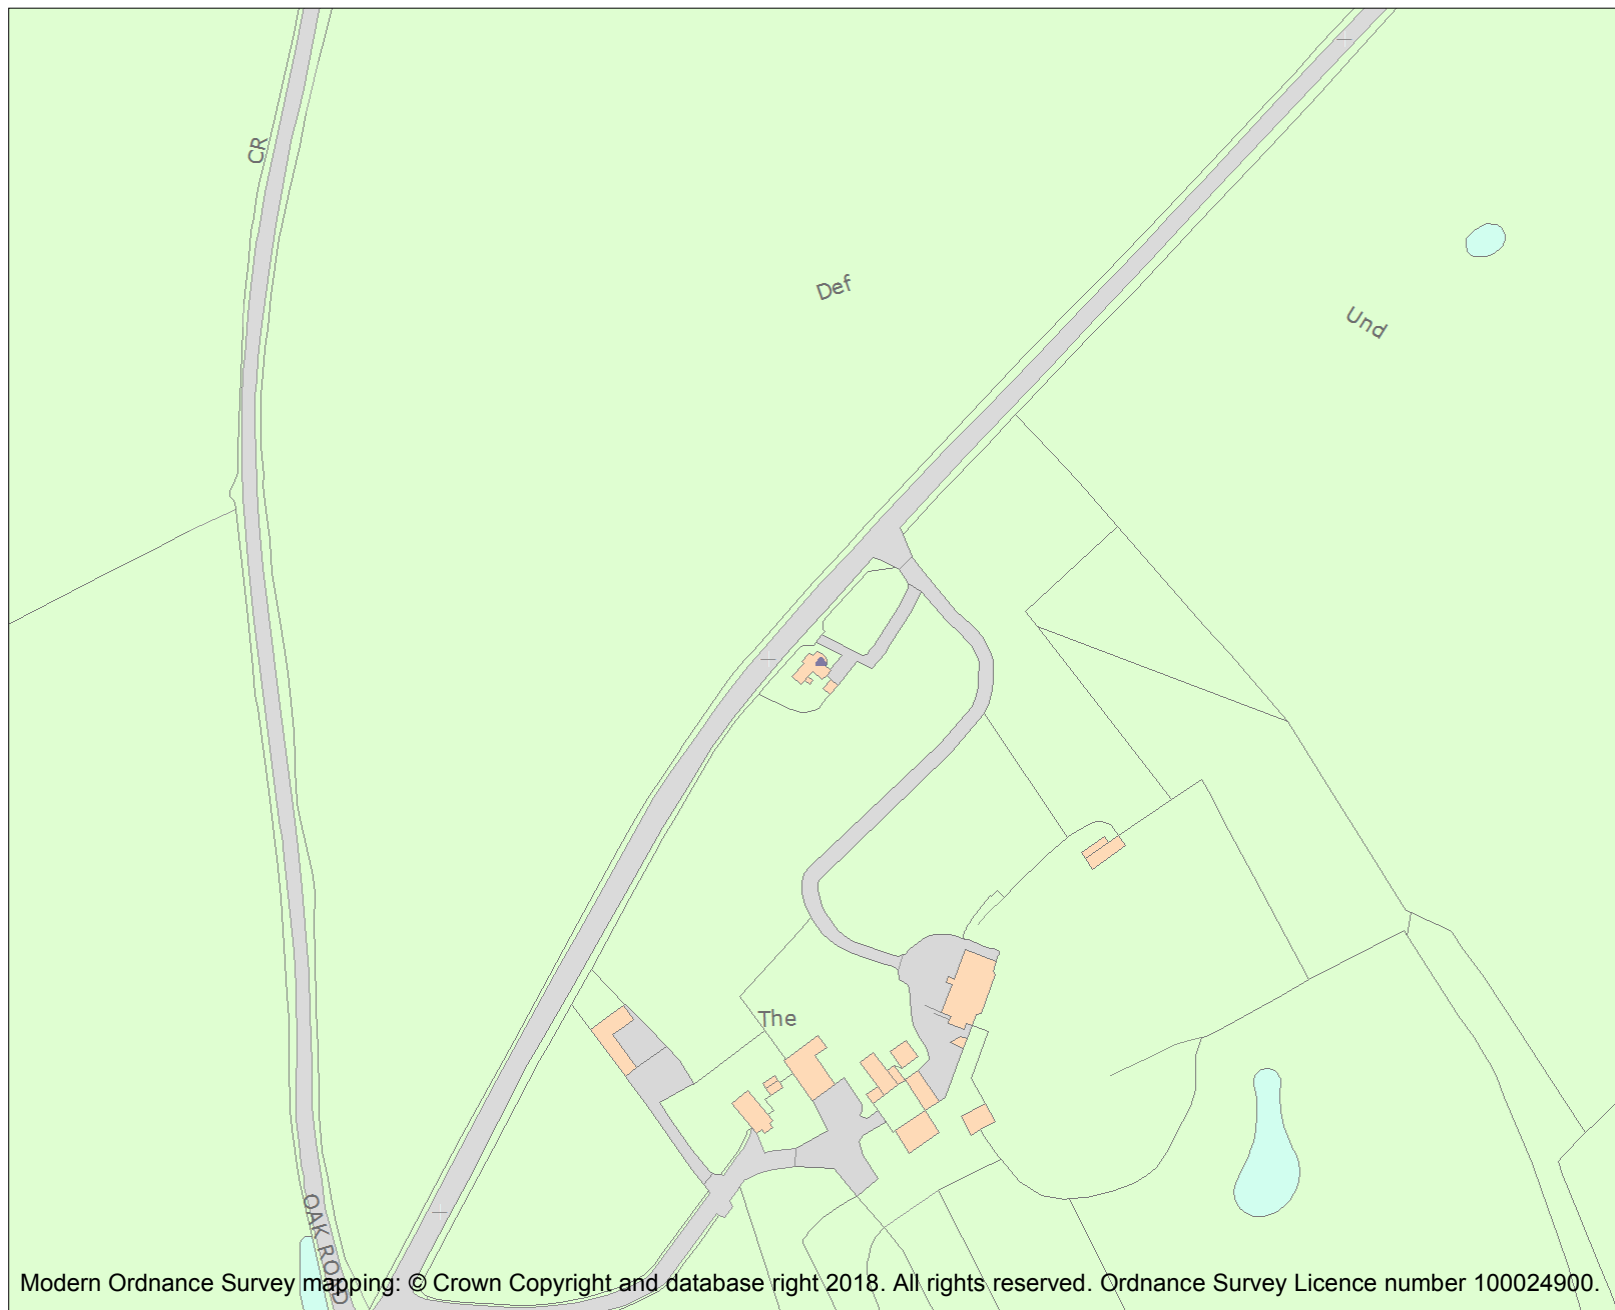 CR
Def
Und
The
OAK ROAD
Modern Ordnance Survey mapping: © Crown Copyright and database right 2018. All rights reserved. Ordnance Survey Licence number 100024900.